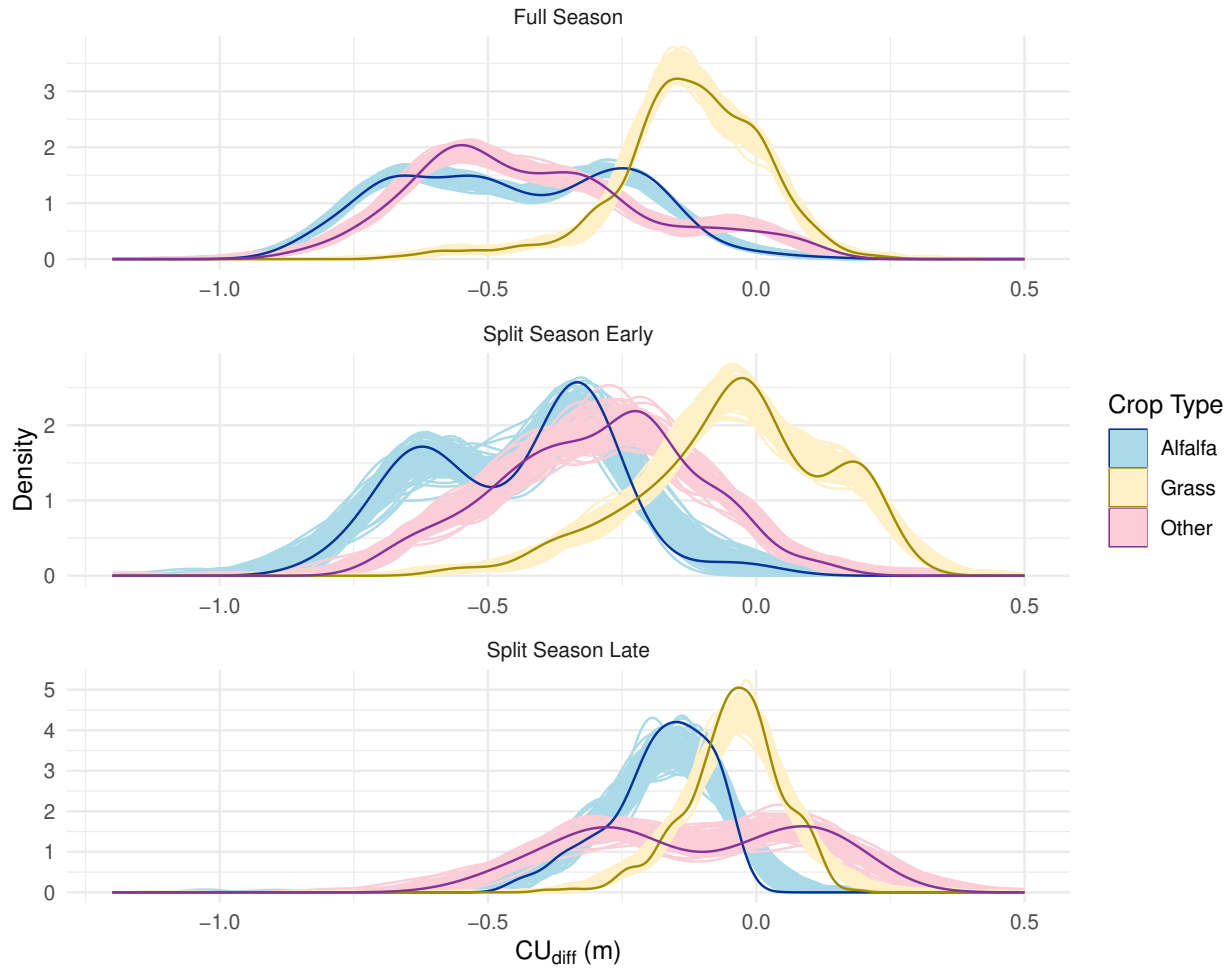 Full Season
3
2
1
0
−1.0 −0.5 0.0 0.5
Split Season Early
2
1
0
−1.0 −0.5 0.0 0.5
Split Season Late
5
4
3
2
1
0
−1.0 −0.5 0.0 0.5
Density
CUdiff (m)
Crop Type
Alfalfa
Grass
Other